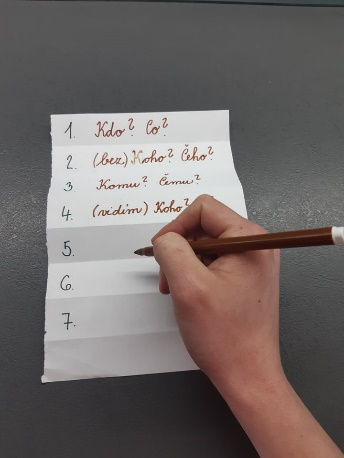 1. Kdo? Co?
2. (bez) Koho? Čeho?
3 Komu? Čemu?
4. (vidím) Koho?
5.
6.
7.